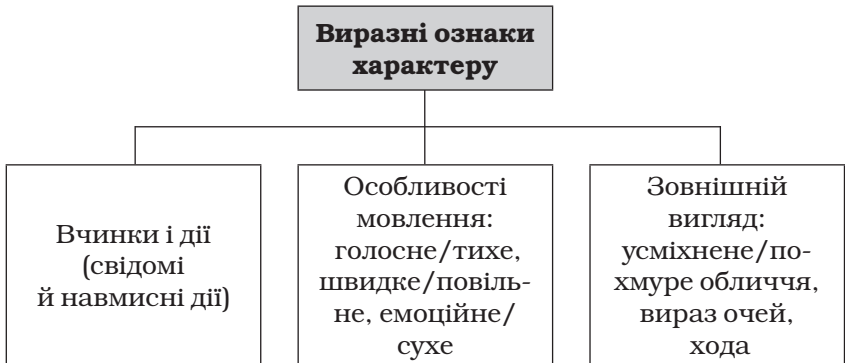 Виразні ознаки
характеру
Вчинки і дії
(свідомі
й навмисні дії)
Особливості
мовлення:
голосне/тихе,
швидке/повіль-
не, емоційне/
сухе
Зовнішній
вигляд:
усміхнене/по-
хмуре обличчя,
вираз очей,
хода